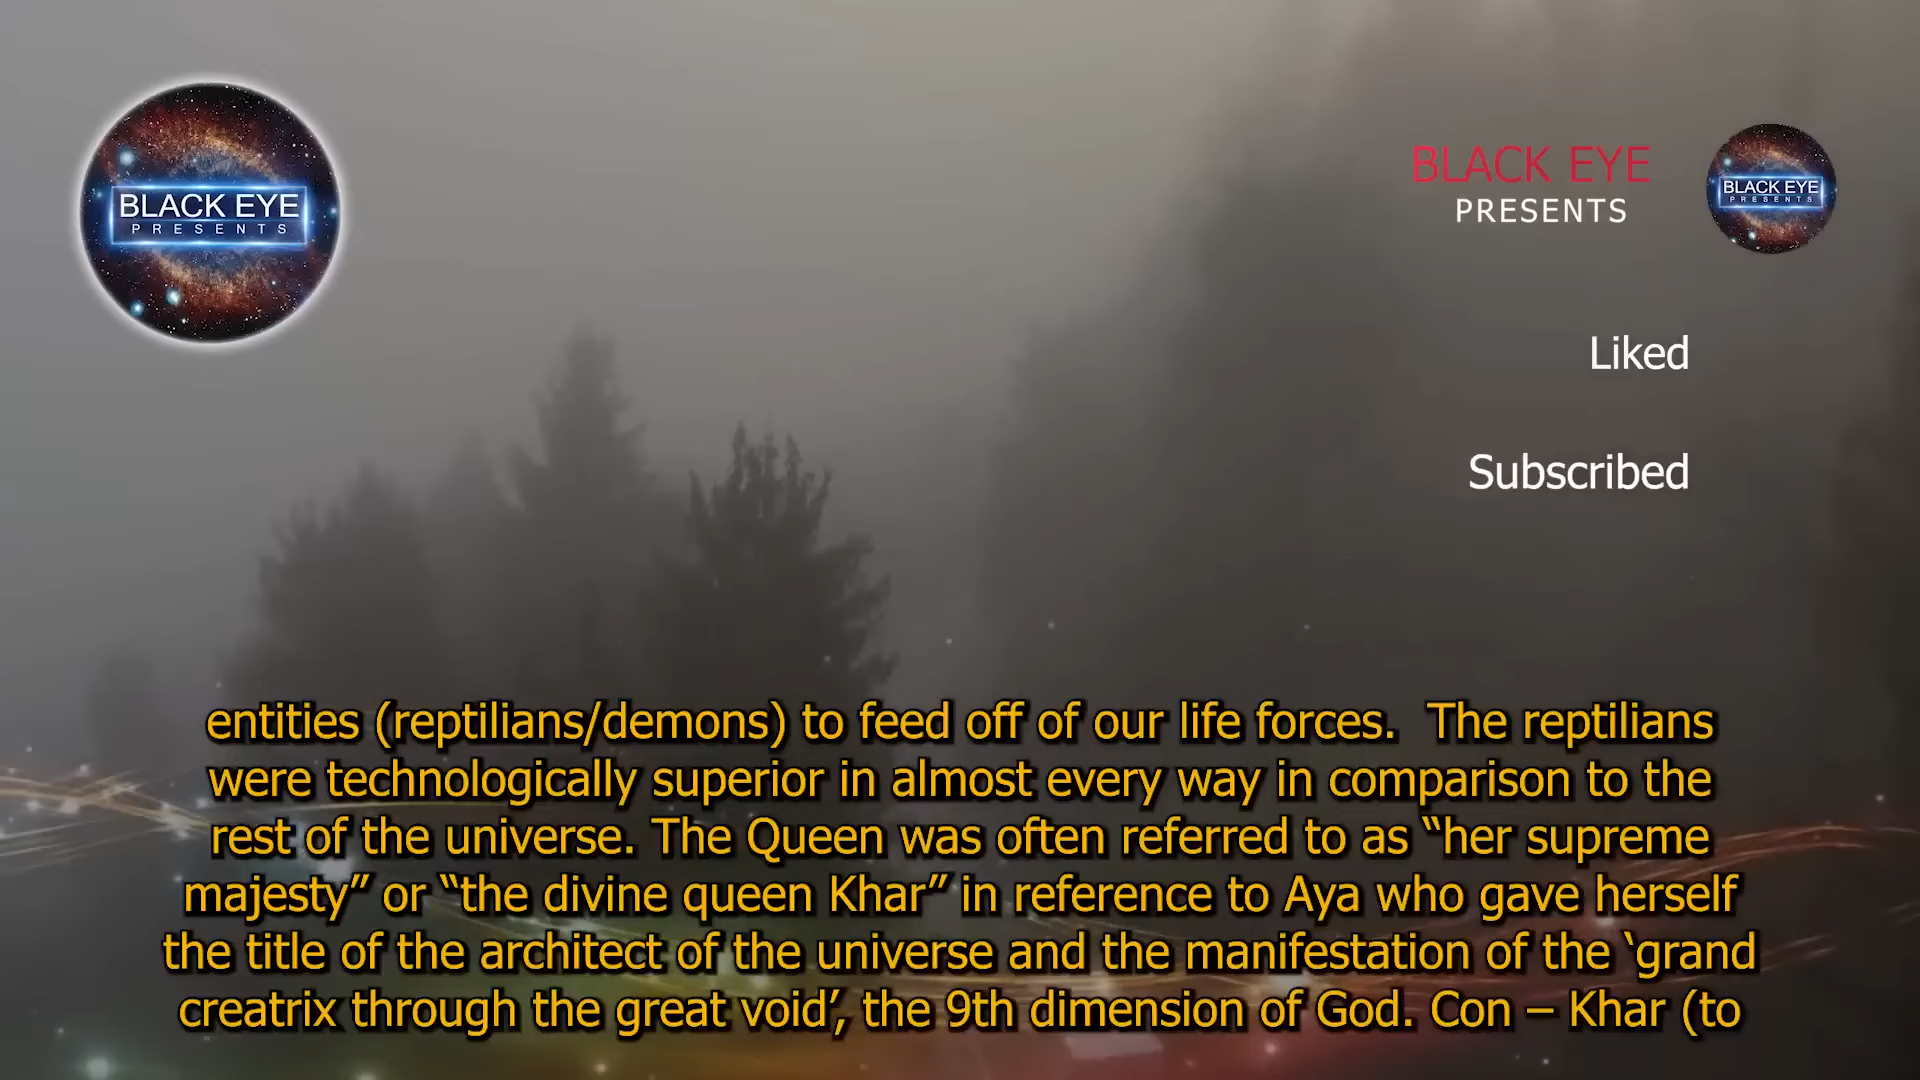 BLACK EYE
PRESENTS
BLACK EYE
PRESENTS
BLACK EYE
PRESENTS
Liked
Subscribed
entities (reptilians/demons) to feed off of our life forces.  The reptilians
were technologically superior in almost every way in comparison to the
rest of the universe. The Queen was often referred to as “her supreme
majesty” or “the divine queen Khar” in reference to Aya who gave herself
the title of the architect of the universe and the manifestation of the ‘grand
creatrix through the great void’, the 9th dimension of God. Con – Khar (to